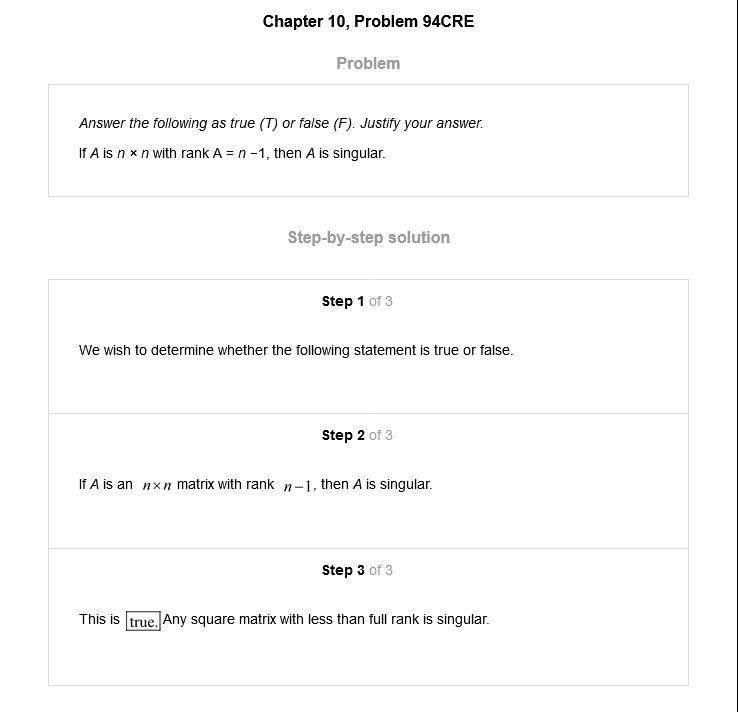 Chapter 10, Problem 94CRE
Problem
Answer the following as true (T) or false (F). Justify your answer.
If A is n × n with rank A = n −1, then A is singular.
Step-by-step solution
Step 1 of 3
We wish to determine whether the following statement is true or false.
Step 2 of 3
If A is an n×n matrix with rank n−1, then A is singular.
Step 3 of 3
This is true. Any square matrix with less than full rank is singular.